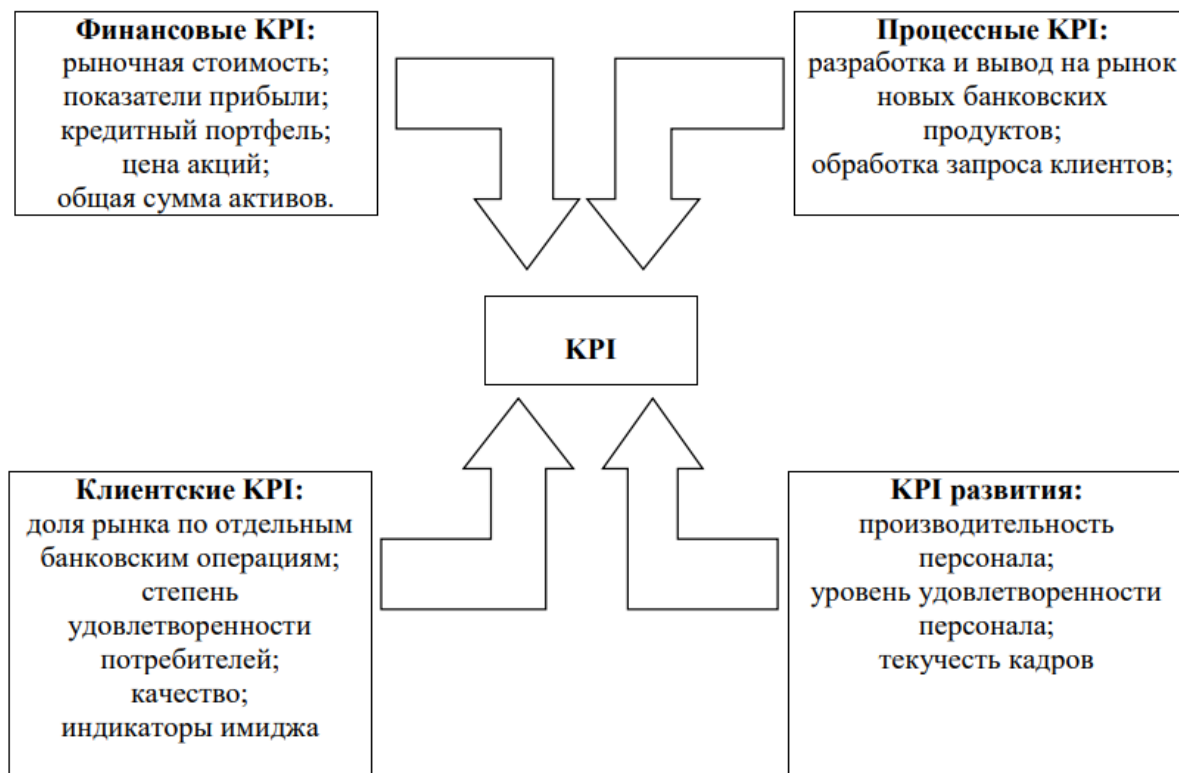 Финансовые KPI:
рыночная стоимость;
показатели прибыли;
кредитный портфель;
цена акций;
общая сумма активов.
Процессные KPI:
разработка и вывод на рынок
новых банковских
продуктов;
обработка запроса клиентов;
KPI
Клиентские KPI:
доля рынка по отдельным
банковским операциям;
степень
удовлетворенности
потребителей;
качество;
индикаторы имиджа
KPI развития:
производительность
персонала;
уровень удовлетворенности
персонала;
текучесть кадров